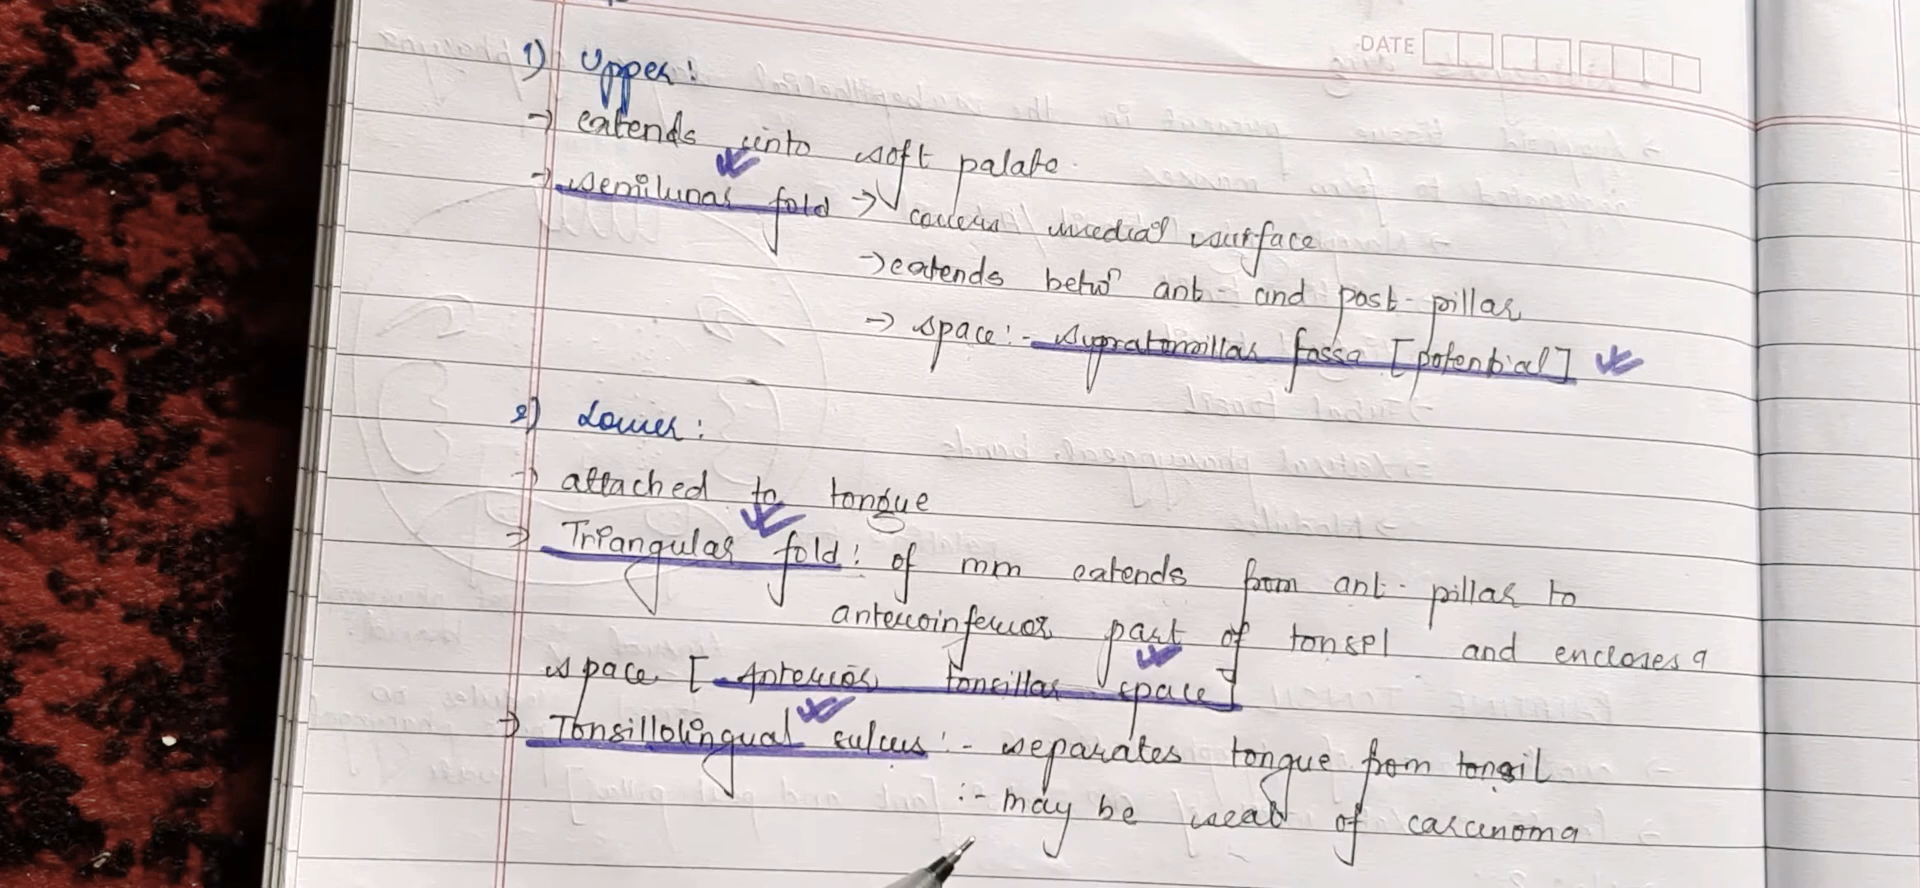 DATE
1) Upper:
→ extends into soft palate.
→ semilunar fold → covers medial surface
→ extends betwⁿ ant- and post-pillar
→ space:- supratonsillar fossa [potential]
2) Lower:
→ attached to tongue
→ Triangular fold: of mm extends from ant-pillar to
anteroinferior part of tonsil and encloses a
space [Anterior tonsillar space]
→ Tonsillolingual sulcus:- separates tongue from tonsil
:- may be seat of carcinoma